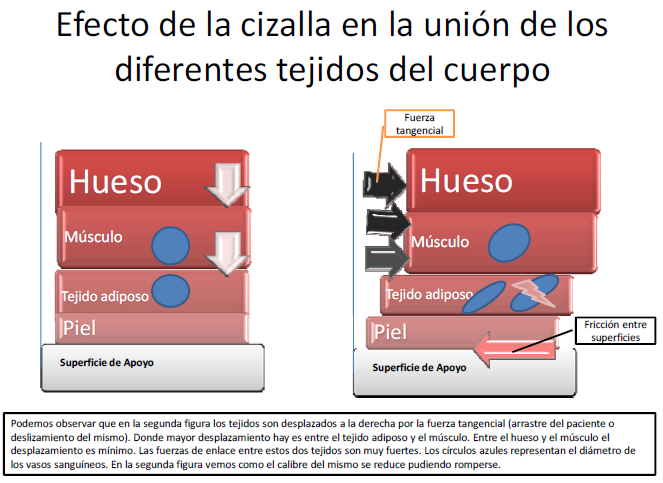 Efecto de la cizalla en la unión de los
diferentes tejidos del cuerpo
Hueso
Músculo
Tejido adiposo
Piel
Superficie de Apoyo
Fuerza
tangencial
Hueso
Músculo
Tejido adiposo
Piel
Fricción entre
superficies
Superficie de Apoyo
Podemos observar que en la segunda figura los tejidos son desplazados a la derecha por la fuerza tangencial (arrastre del paciente o
deslizamiento del mismo). Donde mayor desplazamiento hay es entre el tejido adiposo y el músculo. Entre el hueso y el músculo el
desplazamiento es mínimo. Las fuerzas de enlace entre estos dos tejidos son muy fuertes. Los círculos azules representan el diámetro de
los vasos sanguíneos. En la segunda figura vemos como el calibre del mismo se reduce pudiendo romperse.